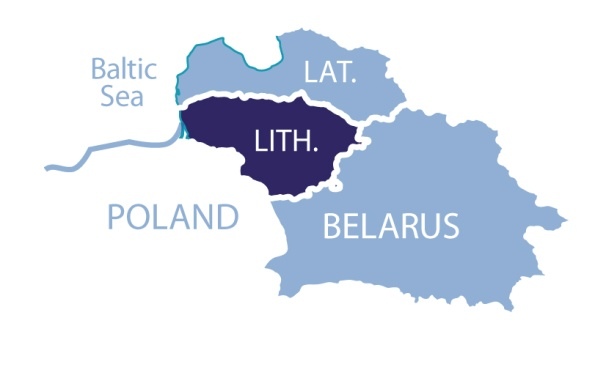 Baltic
Sea
LAT.
LITH.
POLAND
BELARUS